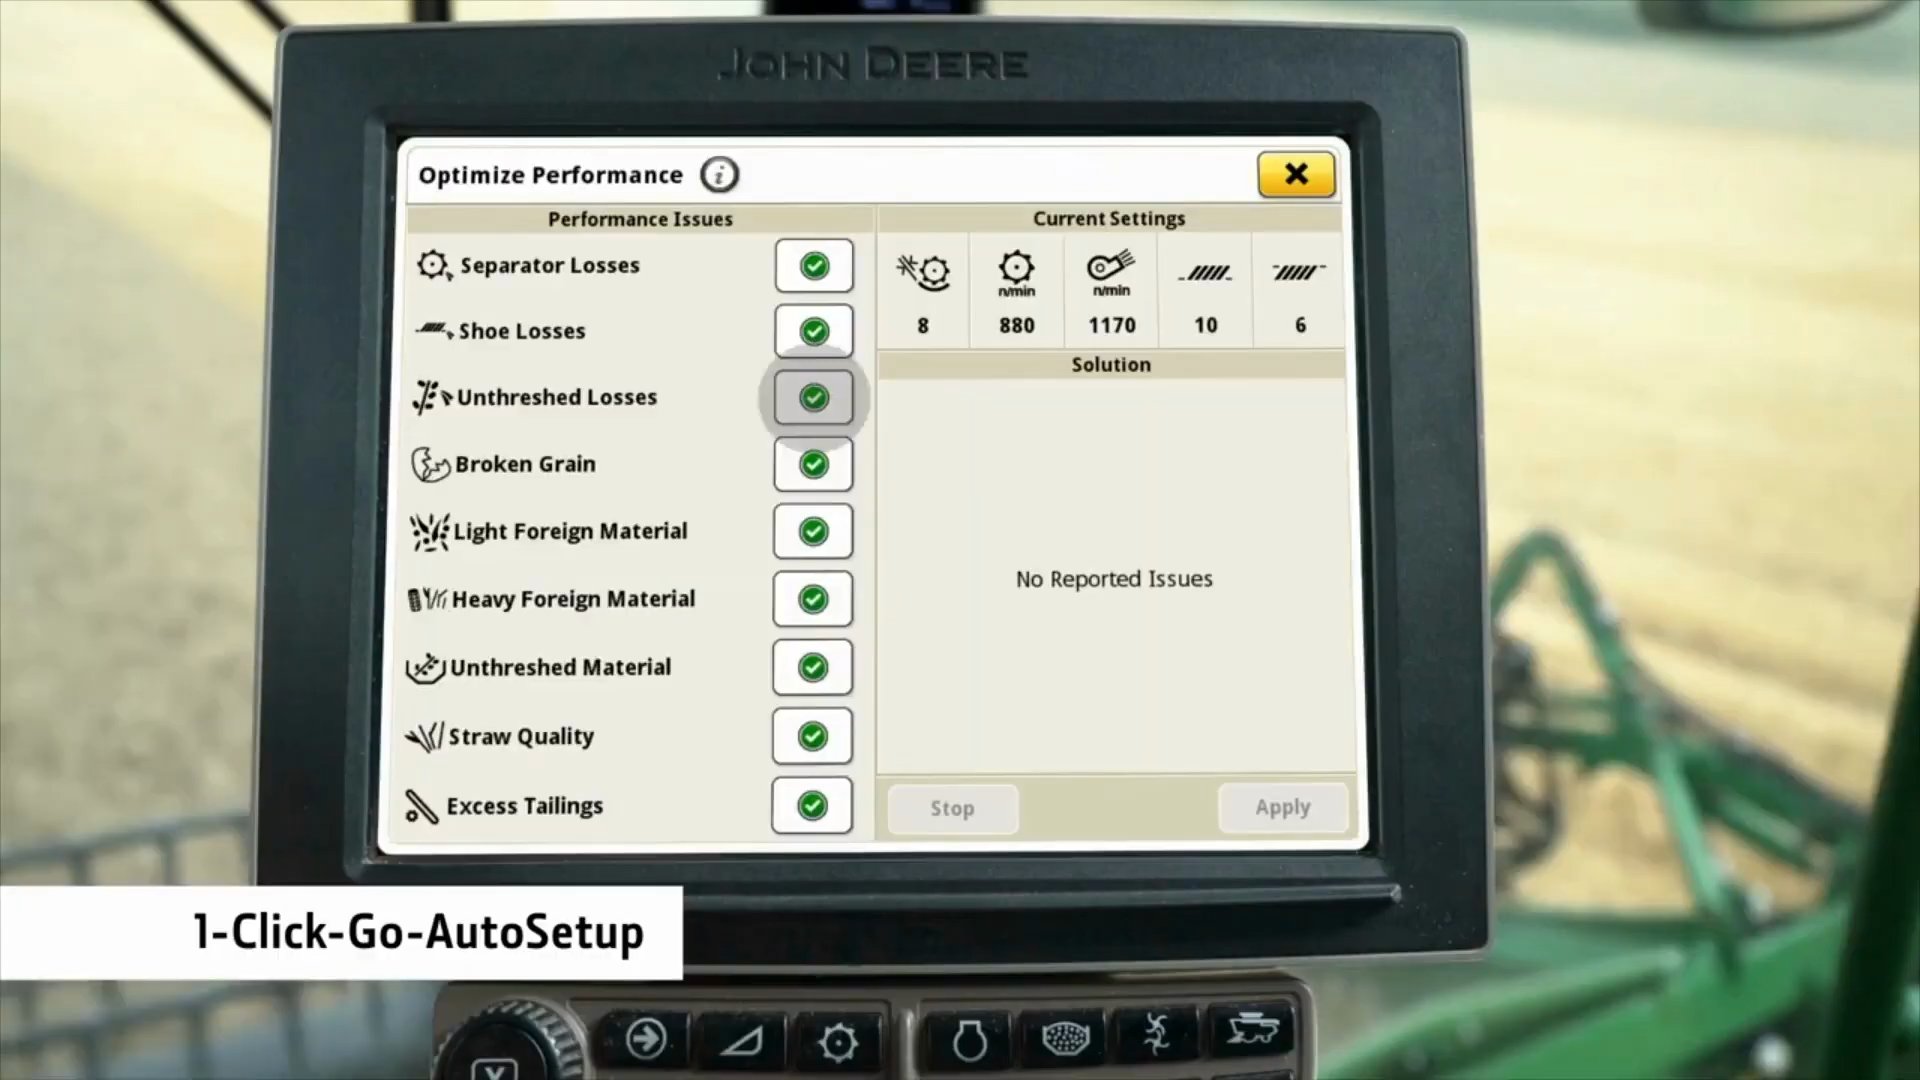 JOHN DEERE
Optimize Performance
Performance Issues
Separator Losses
Shoe Losses
Unthreshed Losses
Broken Grain
Light Foreign Material
Heavy Foreign Material
Unthreshed Material
Straw Quality
Excess Tailings
Current Settings
n/min
n/min
8 880 1170 10 6
Solution
No Reported Issues
Stop
Apply
1-Click-Go-AutoSetup